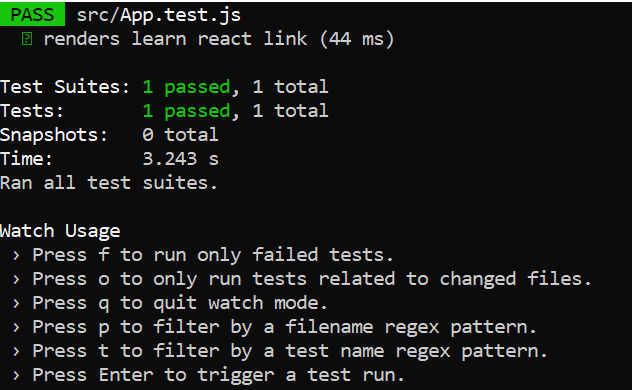 PASS src/App.test.js
renders learn react link (44 ms)
Test Suites: 1 passed, 1 total
Tests: 1 passed, 1 total
Snapshots: 0 total
Time: 3.243 s
Ran all test suites.
Watch Usage
› Press f to run only failed tests.
› Press o to only run tests related to changed files.
› Press q to quit watch mode.
› Press p to filter by a filename regex pattern.
› Press t to filter by a test name regex pattern.
› Press Enter to trigger a test run.